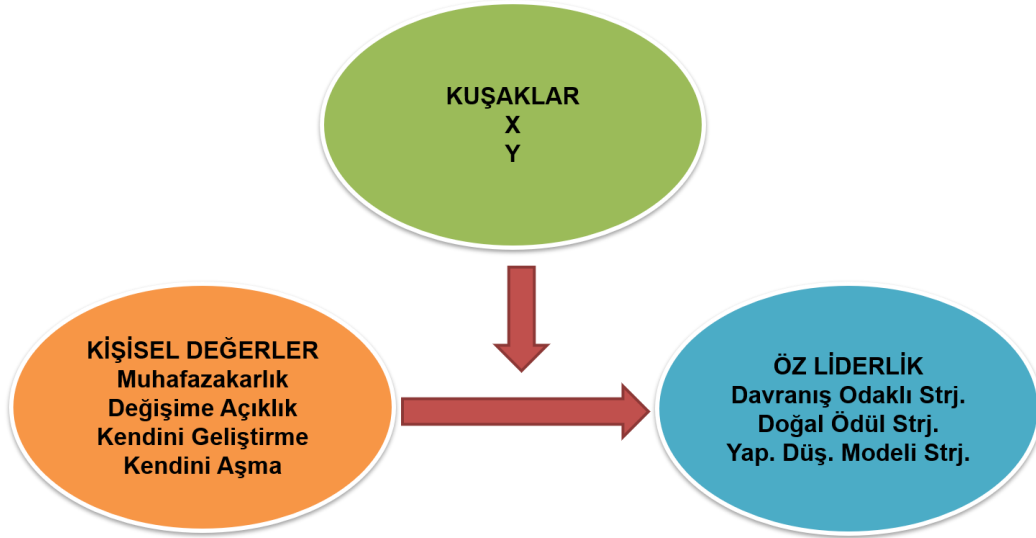 KUŞAKLAR
X
Y
KİŞİSEL DEĞERLER
Muhafazakarlık
Değişime Açıklık
Kendini Geliştirme
Kendini Aşma
ÖZ LİDERLİK
Davranış Odaklı Strj.
Doğal Ödül Strj.
Yap. Düş. Modeli Strj.